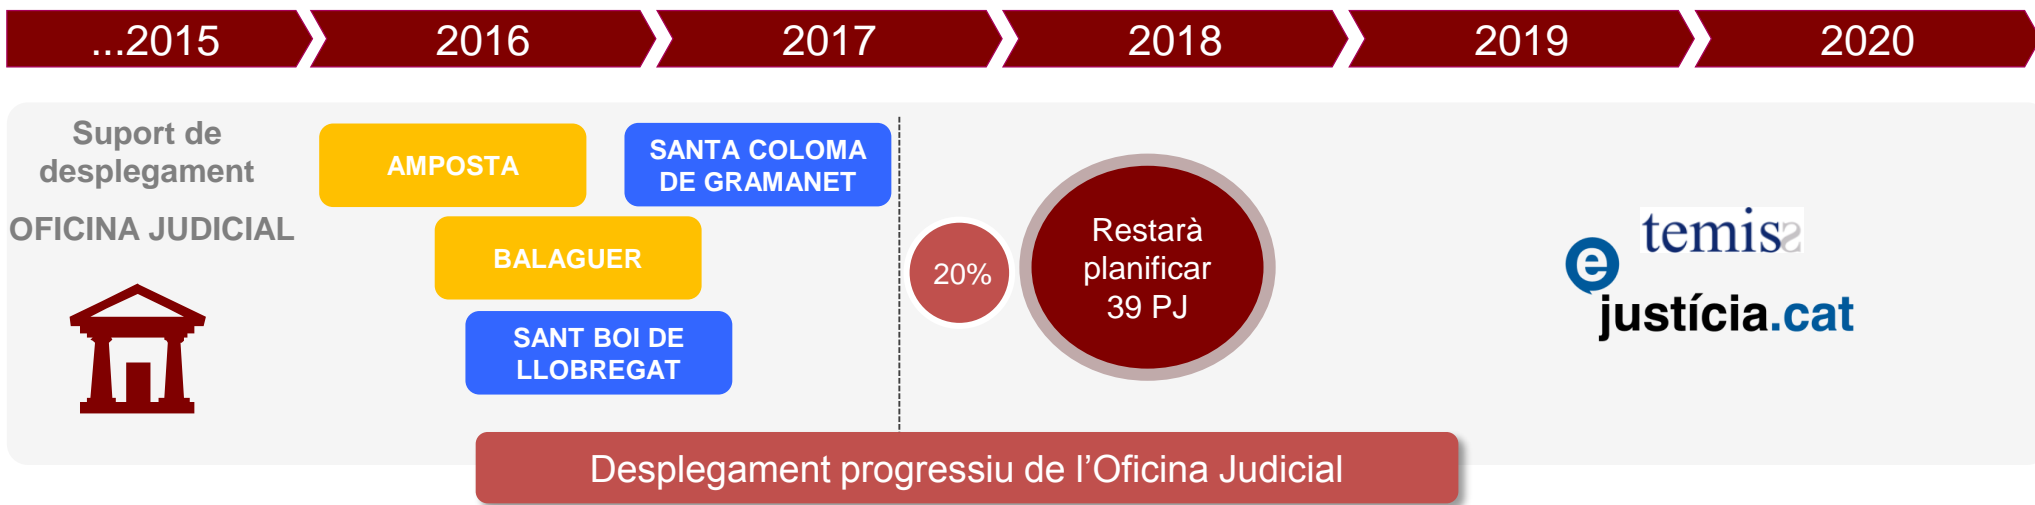 ...2015
2016
2017
2018
2019
2020
Suport de
desplegament
OFICINA JUDICIAL
AMPOSTA
SANTA COLOMA
DE GRAMANET
BALAGUER
SANT BOI DE
LLOBREGAT
20%
Restarà
planificar
39 PJ
temiss
e
justícia.cat
Desplegament progressiu de l’Oficina Judicial